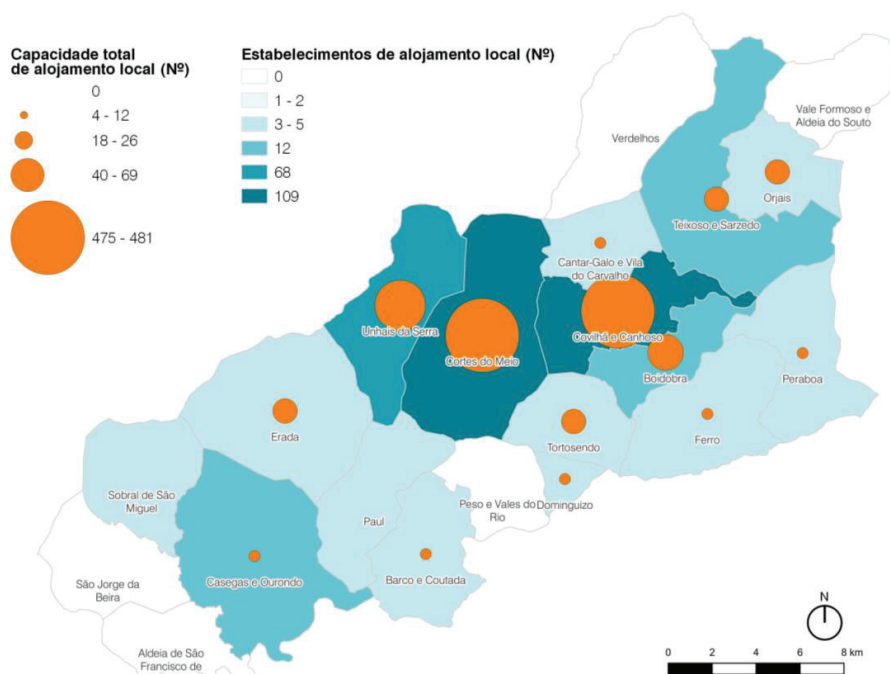 Capacidade total
de alojamento local (Nº)
0
4 - 12
18 - 26
40 - 69
475 - 481
Estabelecimentos de alojamento local (Nº)
0
1 - 2
3 - 5
12
68
109
Verdelhos
Vale Formoso e
Aldeia do Souto
Orjais
Teixoso e Sarzedo
Cantar-Galo e Vila
do Carvalho
Unhais da Serra
Cortes do Meio
Covilhã e Canhoso
Boidobra
Peraboa
Erada
Tortosendo
Ferro
Sobral de São
Miguel
Paul
Peso e Vales do
Rio
Dominguizo
Casegas e Ourondo
Barco e Coutada
São Jorge da
Beira
Aldeia de São
Francisco de
N
0 2 4 6 8 km